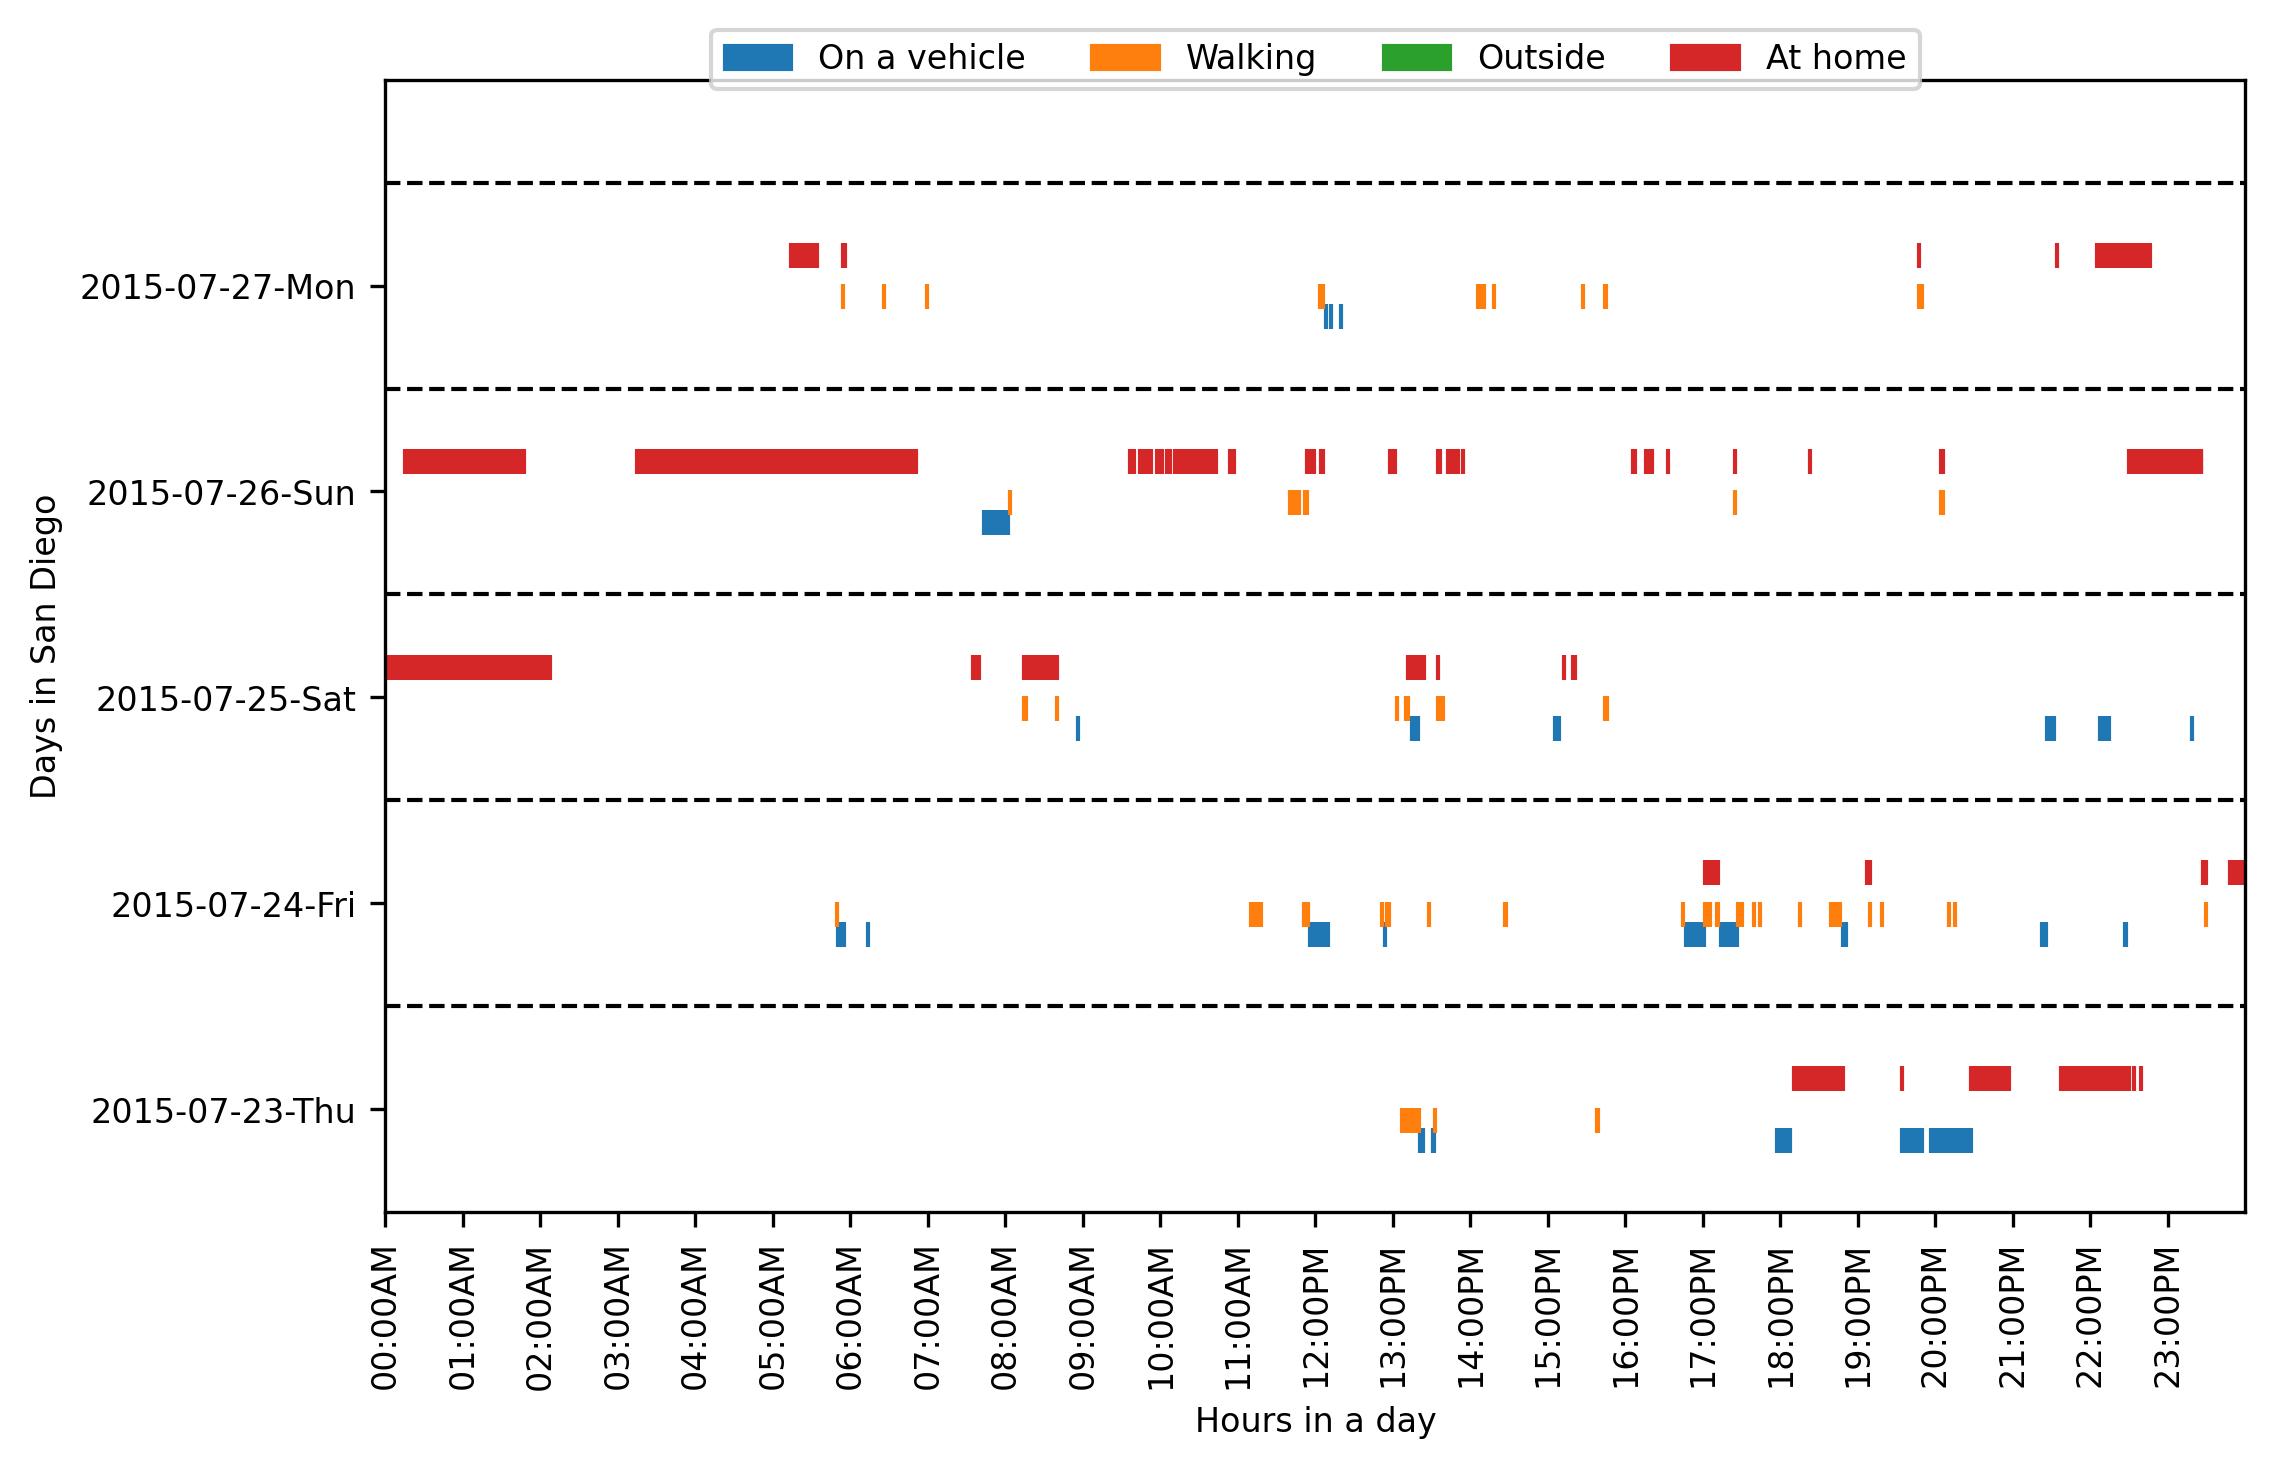 On a vehicle Walking Outside At home
2015-07-27-Mon
2015-07-26-Sun
2015-07-25-Sat
2015-07-24-Fri
2015-07-23-Thu
Days in San Diego
00:00AM 01:00AM 02:00AM 03:00AM 04:00AM 05:00AM 06:00AM 07:00AM 08:00AM 09:00AM 10:00AM 11:00AM 12:00PM 13:00PM 14:00PM 15:00PM 16:00PM 17:00PM 18:00PM 19:00PM 20:00PM 21:00PM 22:00PM 23:00PM
Hours in a day